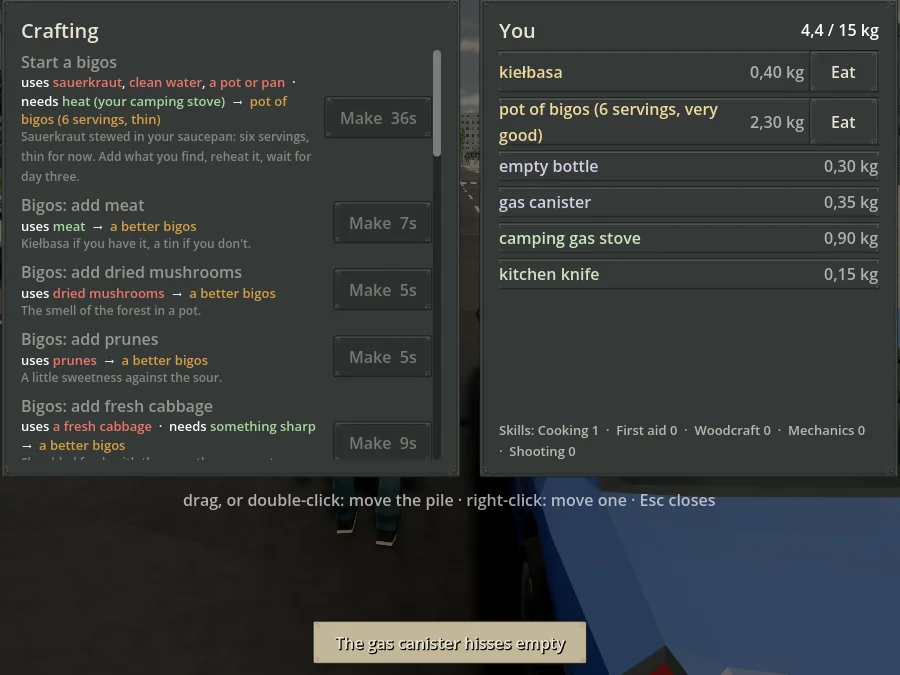 Crafting
Start a bigos
uses sauerkraut, clean water, a pot or pan ·
needs heat (your camping stove) → pot of
bigos (6 servings, thin)
Sauerkraut stewed in your saucepan: six servings,
thin for now. Add what you find, reheat it, wait for
day three.
Make 36s
Bigos: add meat
uses meat → a better bigos
Kiełbasa if you have it, a tin if you don't.
Make 7s
Bigos: add dried mushrooms
uses dried mushrooms → a better bigos
The smell of the forest in a pot.
Make 5s
Bigos: add prunes
uses prunes → a better bigos
A little sweetness against the sour.
Make 5s
Bigos: add fresh cabbage
uses a fresh cabbage · needs something sharp
→ a better bigos
Make 9s
You 4,4 / 15 kg
kiełbasa 0,40 kg Eat
pot of bigos (6 servings, very
good) 2,30 kg Eat
empty bottle 0,30 kg
gas canister 0,35 kg
camping gas stove 0,90 kg
kitchen knife 0,15 kg
Skills: Cooking 1 · First aid 0 · Woodcraft 0 · Mechanics 0
· Shooting 0
drag, or double-click: move the pile · right-click: move one · Esc closes
The gas canister hisses empty